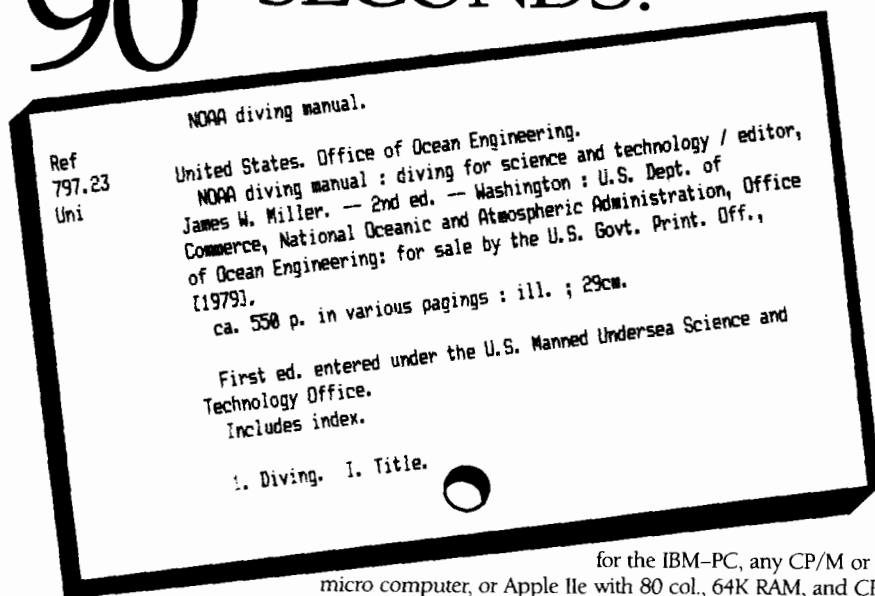 90 SECONDS.
NOAA diving manual.
Ref
797.23
Uni
United States. Office of Ocean Engineering.
NOAA diving manual : diving for science and technology / editor,
James W. Miller. — 2nd ed. — Washington : U.S. Dept. of
Commerce, National Oceanic and Atmospheric Administration, Office
of Ocean Engineering: for sale by the U.S. Govt. Print. Off.,
[1979].
ca. 550 p. in various pagings : ill. ; 29cm.
First ed. entered under the U.S. Manned Undersea Science and
Technology Office.
Includes index.
1. Diving. I. Title.
for the IBM–PC, any CP/M or
micro computer, or Apple IIe with 80 col., 64K RAM, and